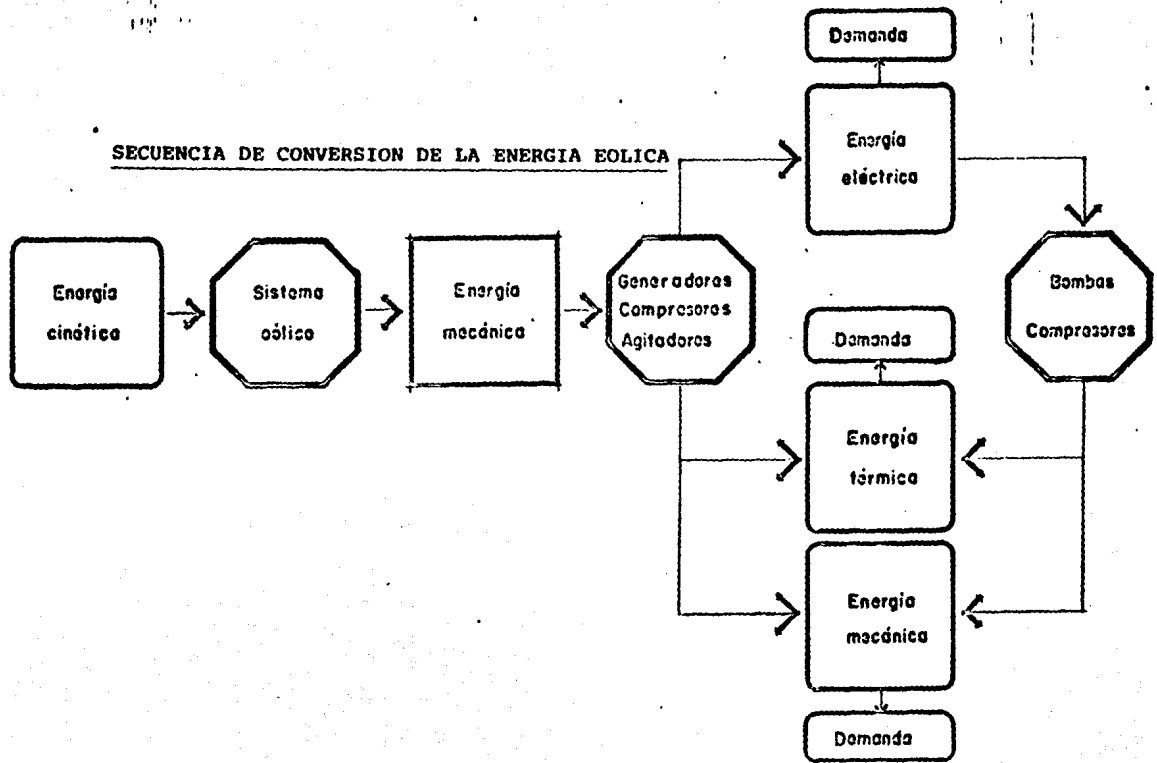 SECUENCIA DE CONVERSION DE LA ENERGIA EOLICA
Energía
cinética
Sistema
eólico
Energía
mecánica
Generadores
Compresores
Agitadores
Demanda
Energía
eléctrica
Bombas
Compresores
Demanda
Energía
térmica
Energía
mecánica
Demanda